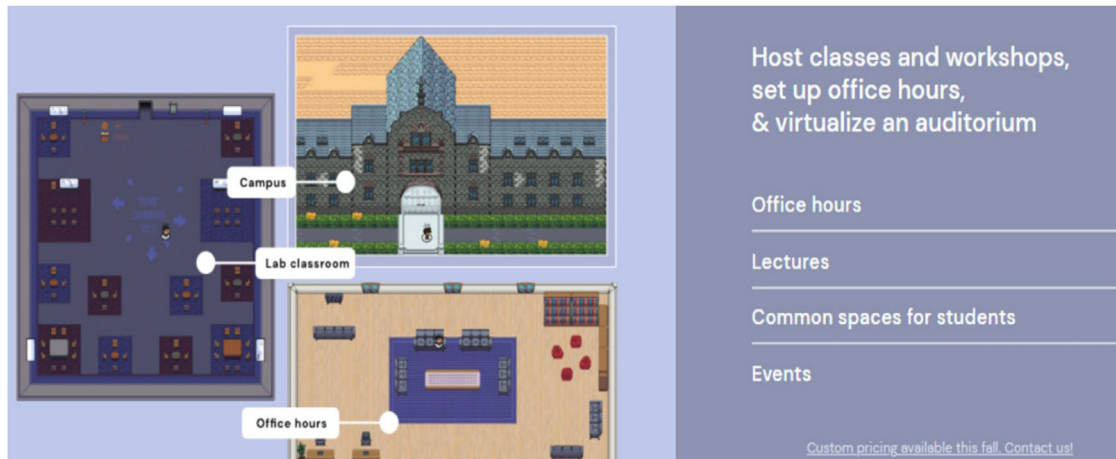 Host classes and workshops,
set up office hours,
& virtualize an auditorium
Campus
Lab classroom
Office hours
Office hours
Lectures
Common spaces for students
Events
Custom pricing available this fall. Contact us!